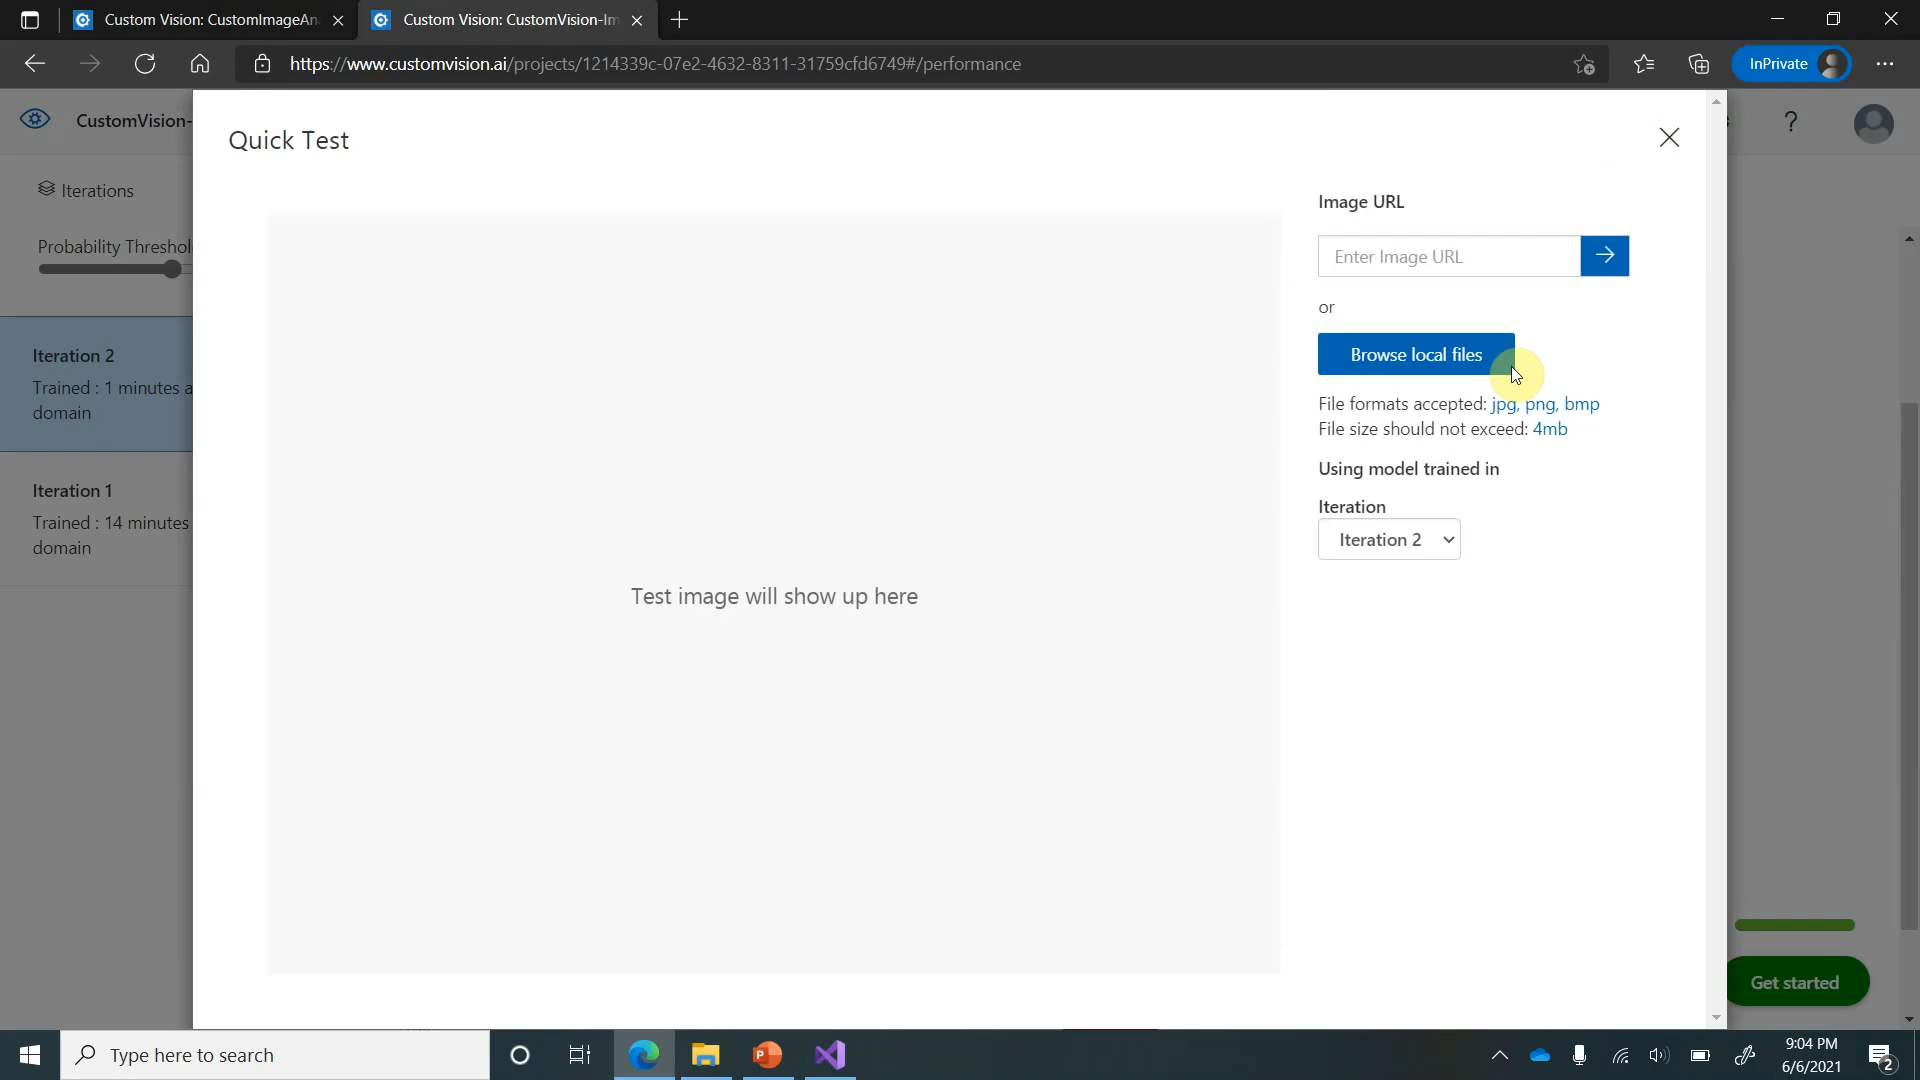 Custom Vision: CustomImageAn
Custom Vision: CustomVision-Im
https://www.customvision.ai/projects/1214339c-07e2-4632-8311-31759cfd6749#/performance
InPrivate
CustomVision-
?
Quick Test
Iterations
Image URL
Probability Threshol
Enter Image URL
or
Browse local files
Iteration 2
Trained : 1 minutes a
domain
File formats accepted: jpg, png, bmp
File size should not exceed: 4mb
Using model trained in
Iteration 1
Trained : 14 minutes
domain
Iteration
Iteration 2
Test image will show up here
Get started
Type here to search
9:04 PM
6/6/2021
2